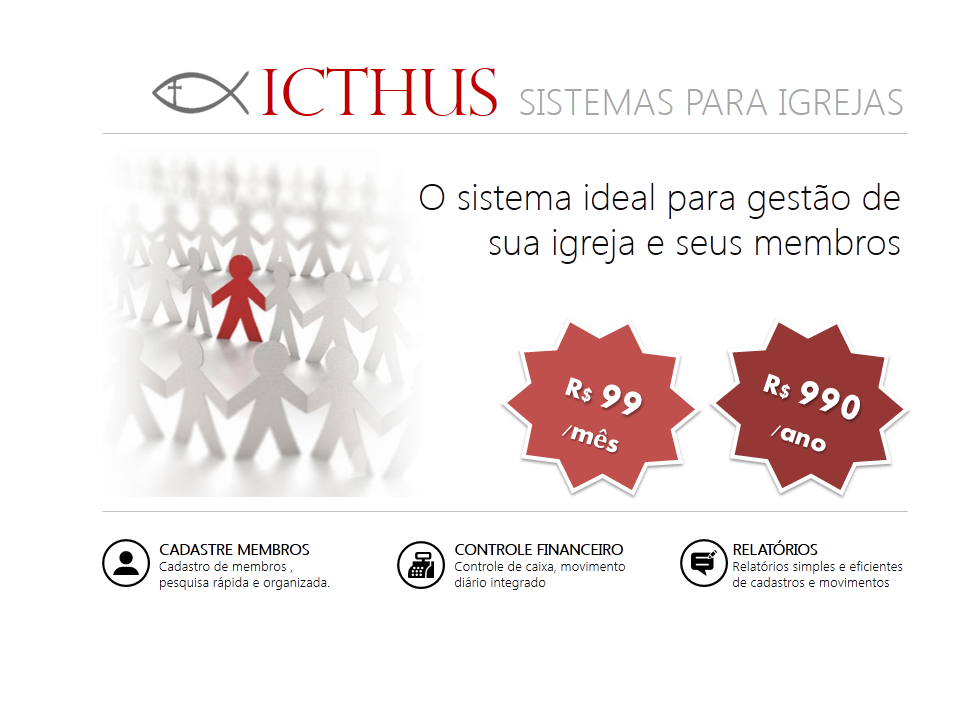 ICTHUS SISTEMAS PARA IGREJAS
O sistema ideal para gestão de
sua igreja e seus membros
R$ 99
/mês
R$ 990
/ano
CADASTRE MEMBROS
Cadastro de membros ,
pesquisa rápida e organizada.
CONTROLE FINANCEIRO
Controle de caixa, movimento
diário integrado
RELATÓRIOS
Relatórios simples e eficientes
de cadastros e movimentos